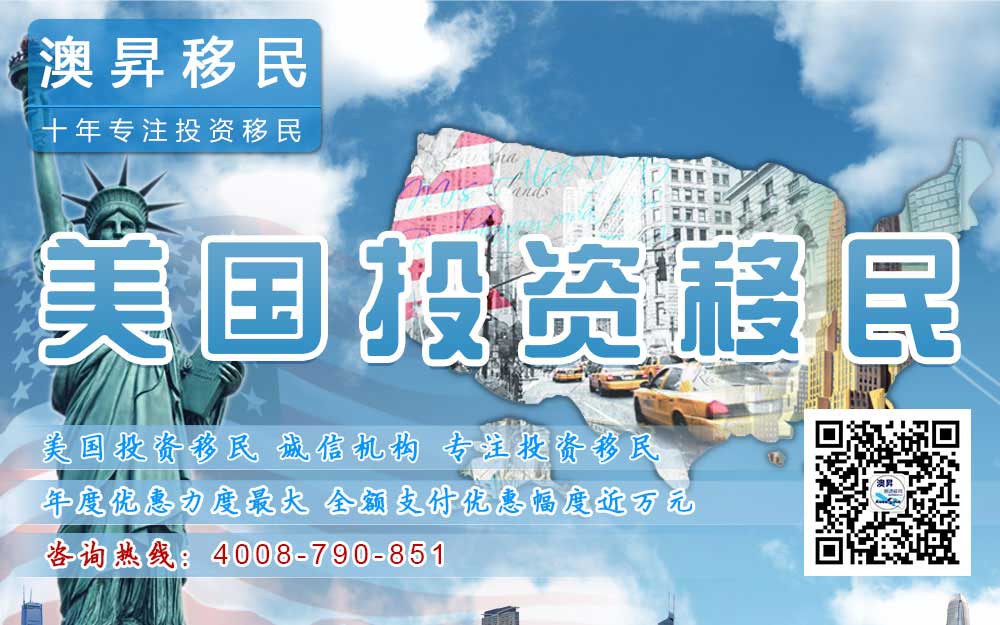 澳昇移民
十年专注投资移民
美国投资移民
美国投资移民 诚信机构 专注投资移民
年度优惠力度最大 全额支付优惠幅度近万元
咨询热线：4008-790-851
澳昇